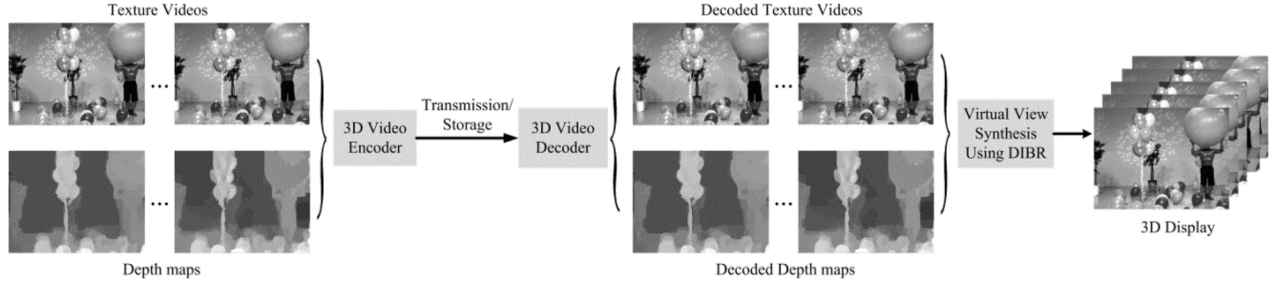 Texture Videos
...
Depth maps
...
3D Video
Encoder
Transmission/
Storage
3D Video
Decoder
Decoded Texture Videos
...
Decoded Depth maps
...
Virtual View
Synthesis
Using DIBR
3D Display